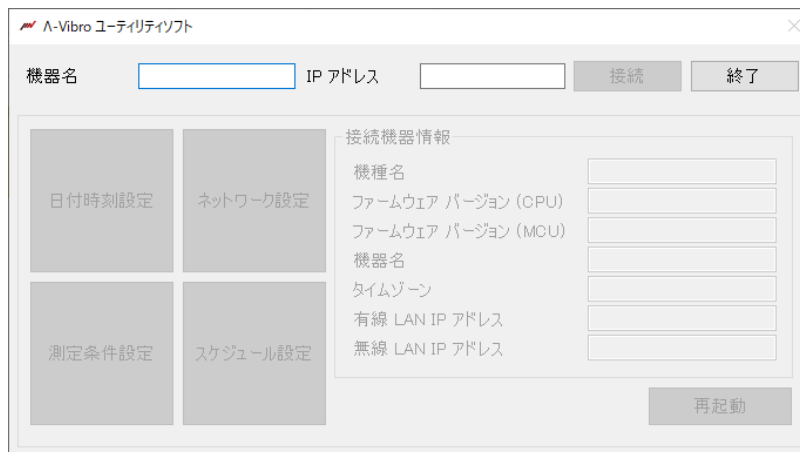 Λ-Vibro ユーティリティソフト
機器名 IP アドレス 接続 終了
接続機器情報
日付時刻設定 ネットワーク設定
測定条件設定 スケジュール設定
機種名
ファームウェア バージョン (CPU)
ファームウェア バージョン (MCU)
機器名
タイムゾーン
有線 LAN IP アドレス
無線 LAN IP アドレス
再起動